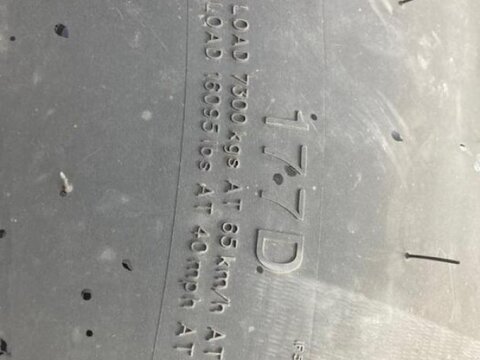 177D
LOAD 7300 kgs AT 65 km/h AT
LOAD 16095 lbs AT 40 mph AT